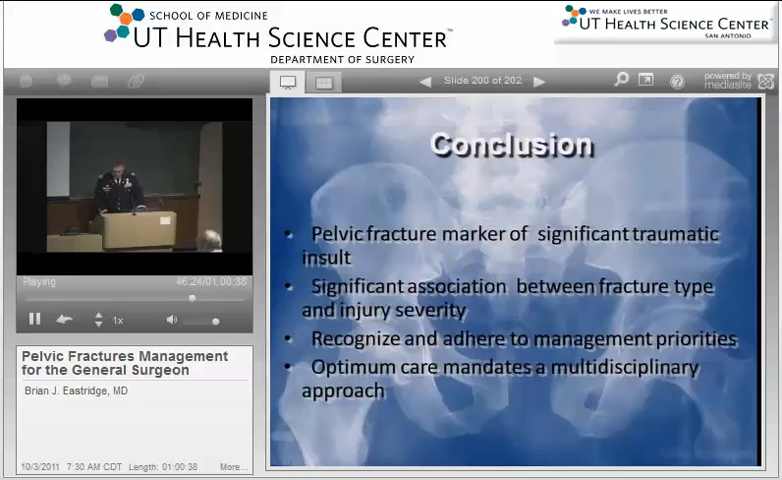 SCHOOL OF MEDICINE
UT HEALTH SCIENCE CENTER™
DEPARTMENT OF SURGERY
WE MAKE LIVES BETTER
UT HEALTH SCIENCE CENTER
SAN ANTONIO
Slide 200 of 202
powered by
mediasite
Conclusion
• Pelvic fracture marker of significant traumatic
insult
• Significant association between fracture type
and injury severity
• Recognize and adhere to management priorities
• Optimum care mandates a multidisciplinary
approach
Playing
46:24/01:00:38
1x
Pelvic Fractures Management
for the General Surgeon
Brian J. Eastridge, MD
10/3/2011 7:30 AM CDT Length: 01:00:38 More...